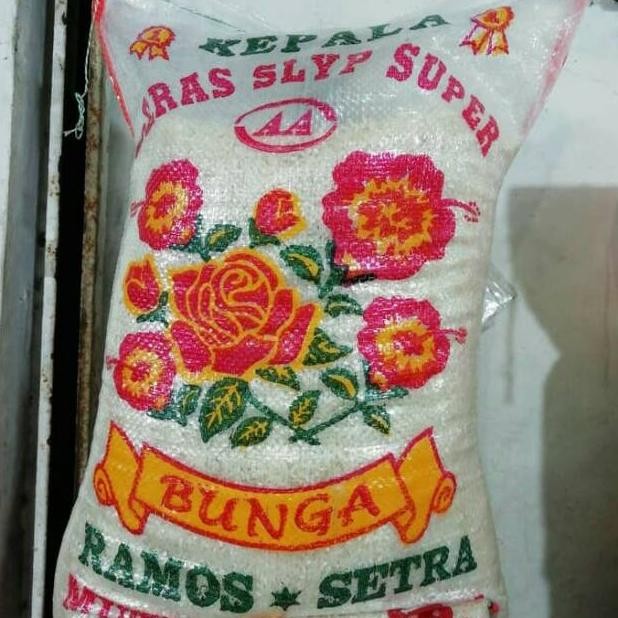 KEPALA
BERAS SLYP SUPER
AA
BUNGA
RAMOS ★ SETRA